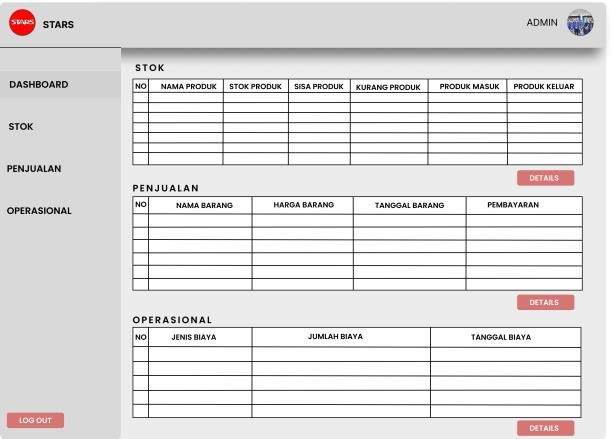 STARS STARS ADMIN
DASHBOARD
STOK
PENJUALAN
OPERASIONAL
LOG OUT
STOK
NO NAMA PRODUK STOK PRODUK SISA PRODUK KURANG PRODUK PRODUK MASUK PRODUK KELUAR
DETAILS
PENJUALAN
NO NAMA BARANG HARGA BARANG TANGGAL BARANG PEMBAYARAN
DETAILS
OPERASIONAL
NO JENIS BIAYA JUMLAH BIAYA TANGGAL BIAYA
DETAILS